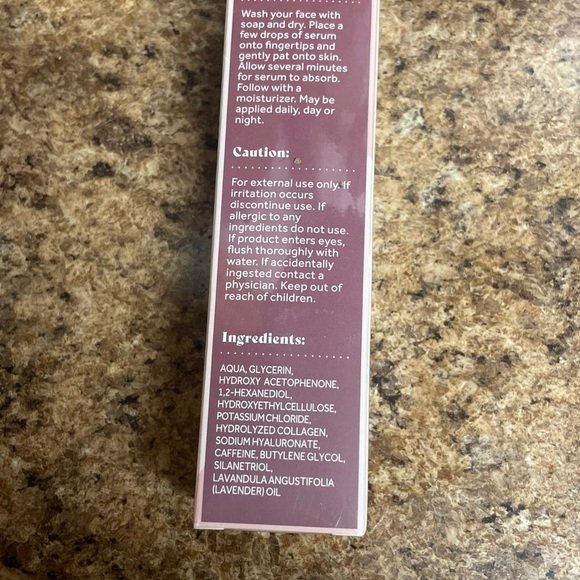 Wash your face with
soap and dry. Place a
few drops of serum
onto fingertips and
gently pat onto skin.
Allow several minutes
for serum to absorb.
Follow with a
moisturizer. May be
applied daily, day or
night.
Caution:
For external use only. If
irritation occurs
discontinue use. If
allergic to any
ingredients do not use.
If product enters eyes,
flush thoroughly with
water. If accidentally
ingested contact a
physician. Keep out of
reach of children.
Ingredients:
AQUA, GLYCERIN,
HYDROXY ACETOPHENONE,
1,2-HEXANEDIOL,
HYDROXYETHYLCELLULOSE,
POTASSIUM CHLORIDE,
HYDROLYZED COLLAGEN,
SODIUM HYALURONATE,
CAFFEINE, BUTYLENE GLYCOL,
SILANETRIOL,
LAVANDULA ANGUSTIFOLIA
(LAVENDER) OIL